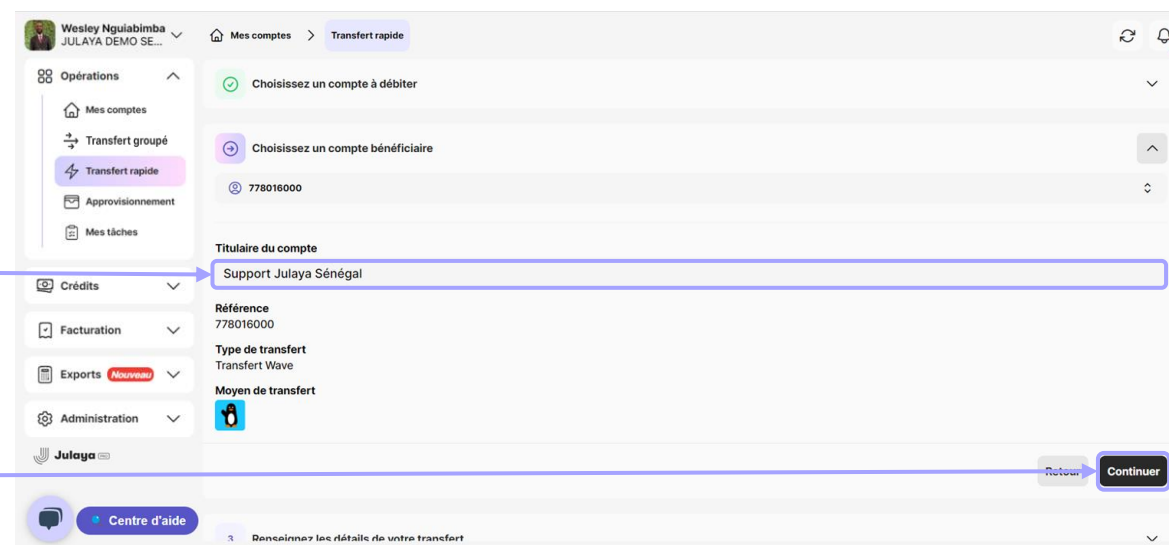 Wesley Nguiabimba
JULAYA DEMO SE...
Mes comptes > Transfert rapide
Opérations
Mes comptes
Transfert groupé
Transfert rapide
Approvisionnement
Mes tâches
Crédits
Facturation
Exports Nouveau
Administration
Julaya
Centre d'aide
Choisissez un compte à débiter
Choisissez un compte bénéficiaire
778016000
Titulaire du compte
Support Julaya Sénégal
Référence
778016000
Type de transfert
Transfert Wave
Moyen de transfert
Retour Continuer
3 Renseignez les détails de votre transfert